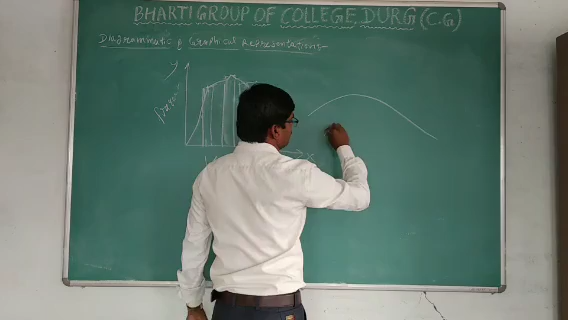 BHARTI GROUP OF COLLEGE, DURG (C.G)
Diagrammatic & Graphical Representations
y
x